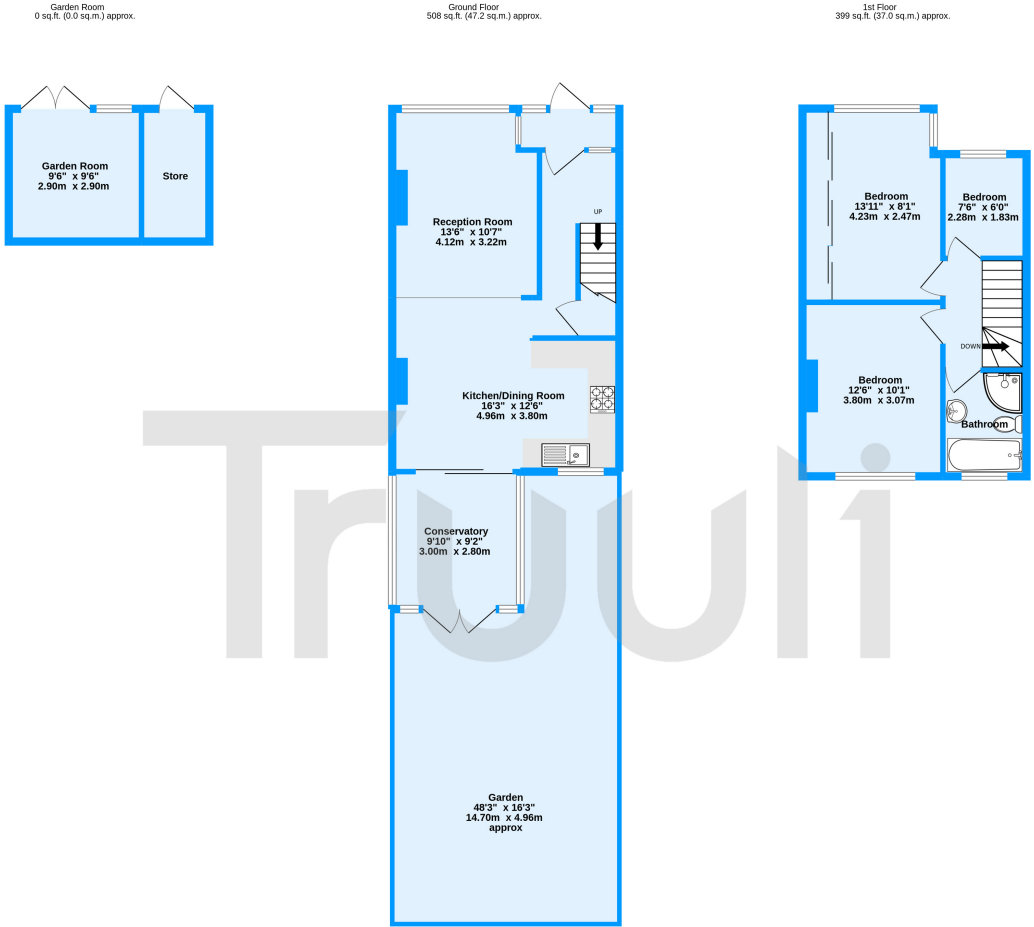 Garden Room
0 sq.ft. (0.0 sq.m.) approx.
Ground Floor
508 sq.ft. (47.2 sq.m.) approx.
1st Floor
399 sq.ft. (37.0 sq.m.) approx.
Garden Room
9'6" x 9'6"
2.90m x 2.90m
Store
Reception Room
13'6" x 10'7"
4.12m x 3.22m
UP
Kitchen/Dining Room
16'3" x 12'6"
4.96m x 3.80m
Conservatory
9'10" x 9'2"
3.00m x 2.80m
Garden
48'3" x 16'3"
14.70m x 4.96m
approx
Bedroom
13'11" x 8'1"
4.23m x 2.47m
Bedroom
7'6" x 6'0"
2.28m x 1.83m
DOWN
Bedroom
12'6" x 10'1"
3.80m x 3.07m
Bathroom
Truuli